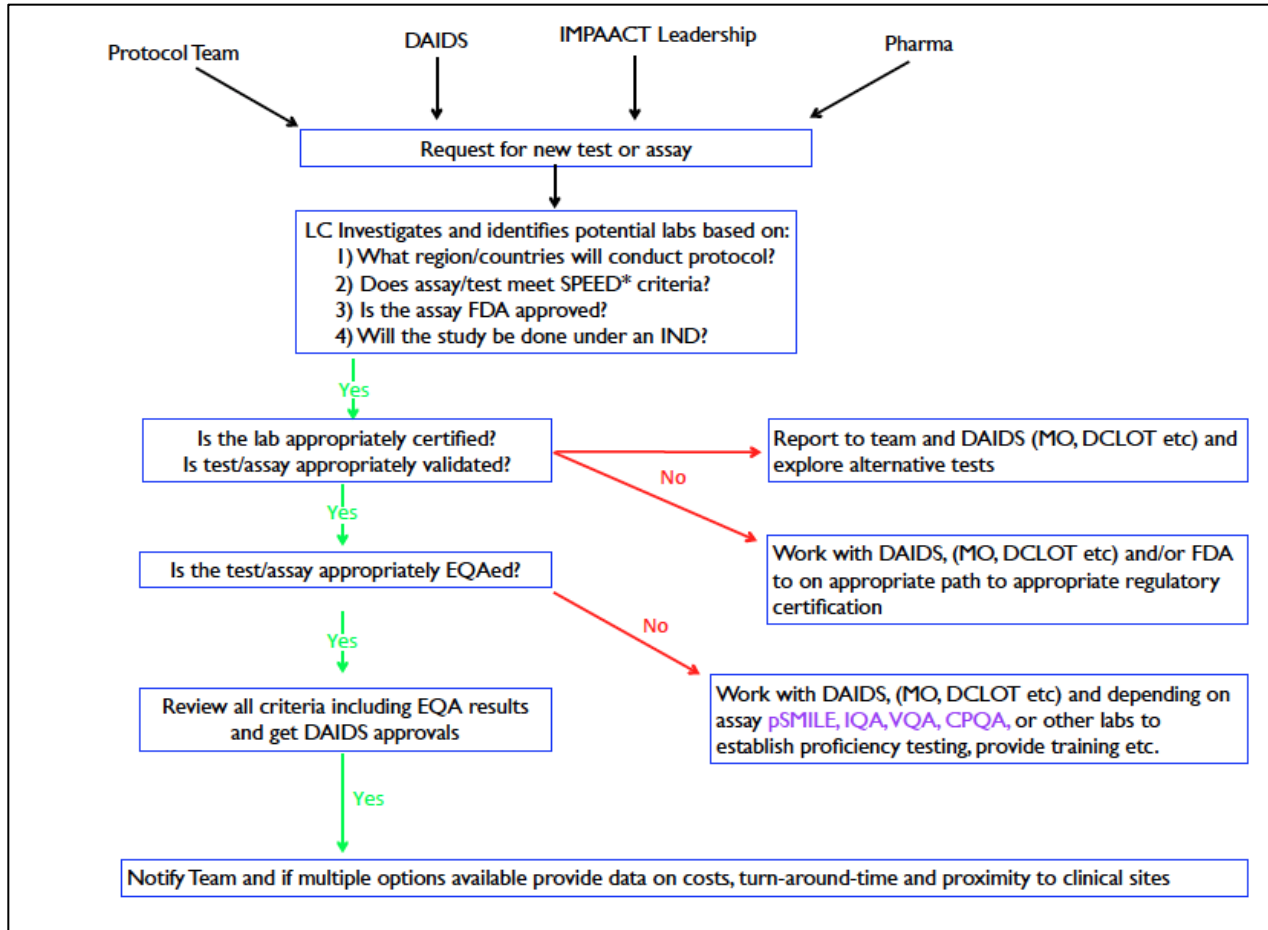 Protocol Team
DAIDS
IMPAACT Leadership
Pharma
Request for new test or assay
LC Investigates and identifies potential labs based on:
1) What region/countries will conduct protocol?
2) Does assay/test meet SPEED* criteria?
3) Is the assay FDA approved?
4) Will the study be done under an IND?
Yes
Is the lab appropriately certified?
Is test/assay appropriately validated?
No
Report to team and DAIDS (MO, DCLOT etc) and
explore alternative tests
Yes
Work with DAIDS, (MO, DCLOT etc) and/or FDA
to on appropriate path to appropriate regulatory
certification
Is the test/assay appropriately EQAed?
No
Yes
Work with DAIDS, (MO, DCLOT etc) and depending on
assay pSMILE, IQA, VQA, CPQA, or other labs to
establish proficiency testing, provide training etc.
Review all criteria including EQA results
and get DAIDS approvals
Yes
Notify Team and if multiple options available provide data on costs, turn-around-time and proximity to clinical sites